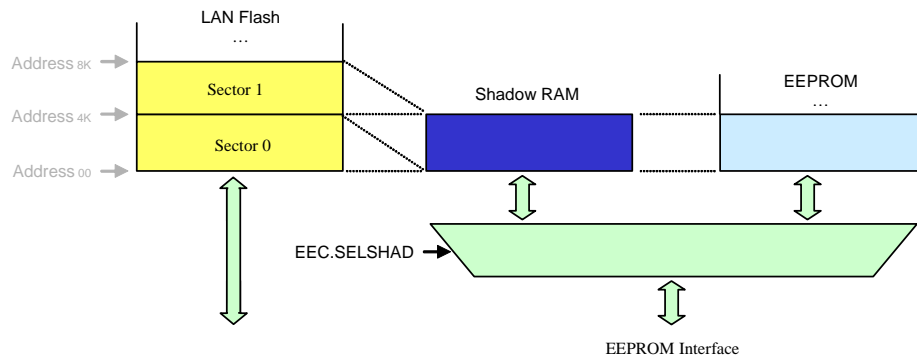 LAN Flash
…
Address 8K
Sector 1
Address 4K
Sector 0
Address 00
Shadow RAM
EEPROM
…
EEC.SELSHAD
EEPROM Interface